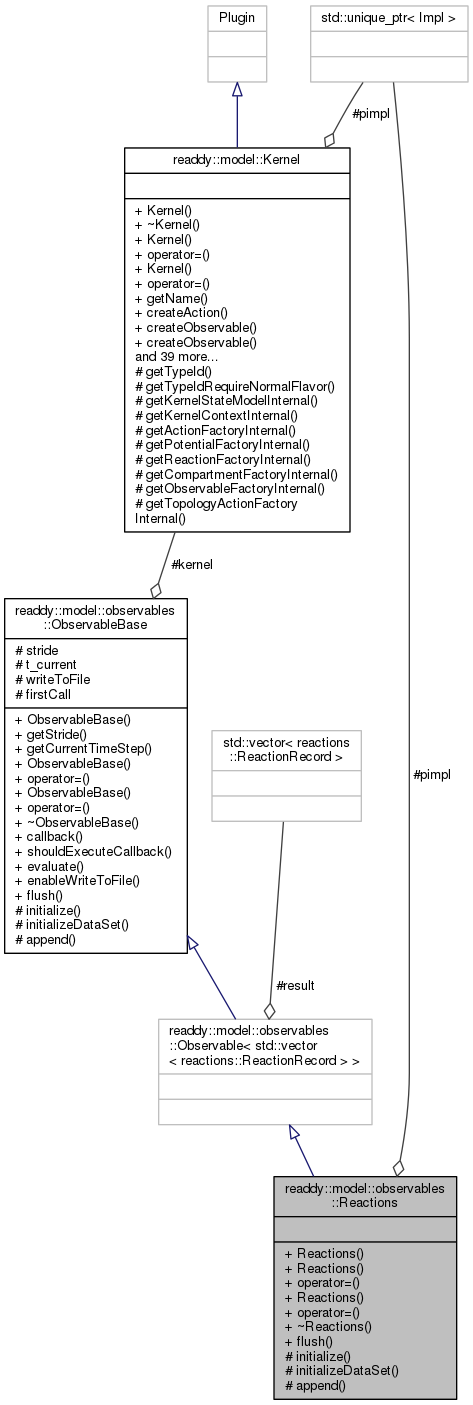 Plugin
std::unique_ptr< Impl >
#pimpl
readdy::model::Kernel
+ Kernel()
+ ~Kernel()
+ Kernel()
+ operator=()
+ Kernel()
+ operator=()
+ getName()
+ createAction()
+ createObservable()
+ createObservable()
and 39 more...
# getTypeId()
# getTypeIdRequireNormalFlavor()
# getKernelStateModelInternal()
# getKernelContextInternal()
# getActionFactoryInternal()
# getPotentialFactoryInternal()
# getReactionFactoryInternal()
# getCompartmentFactoryInternal()
# getObservableFactoryInternal()
# getTopologyActionFactory
Internal()
#kernel
readdy::model::observables
::ObservableBase
# stride
# t_current
# writeToFile
# firstCall
+ ObservableBase()
+ getStride()
+ getCurrentTimeStep()
+ ObservableBase()
+ operator=()
+ ObservableBase()
+ operator=()
+ ~ObservableBase()
+ callback()
+ shouldExecuteCallback()
+ evaluate()
+ enableWriteToFile()
+ flush()
# initialize()
# initializeDataSet()
# append()
std::vector< reactions
::ReactionRecord >
#pimpl
#result
readdy::model::observables
::Observable< std::vector
< reactions::ReactionRecord > >
readdy::model::observables
::Reactions
+ Reactions()
+ Reactions()
+ operator=()
+ Reactions()
+ operator=()
+ ~Reactions()
+ flush()
# initialize()
# initializeDataSet()
# append()